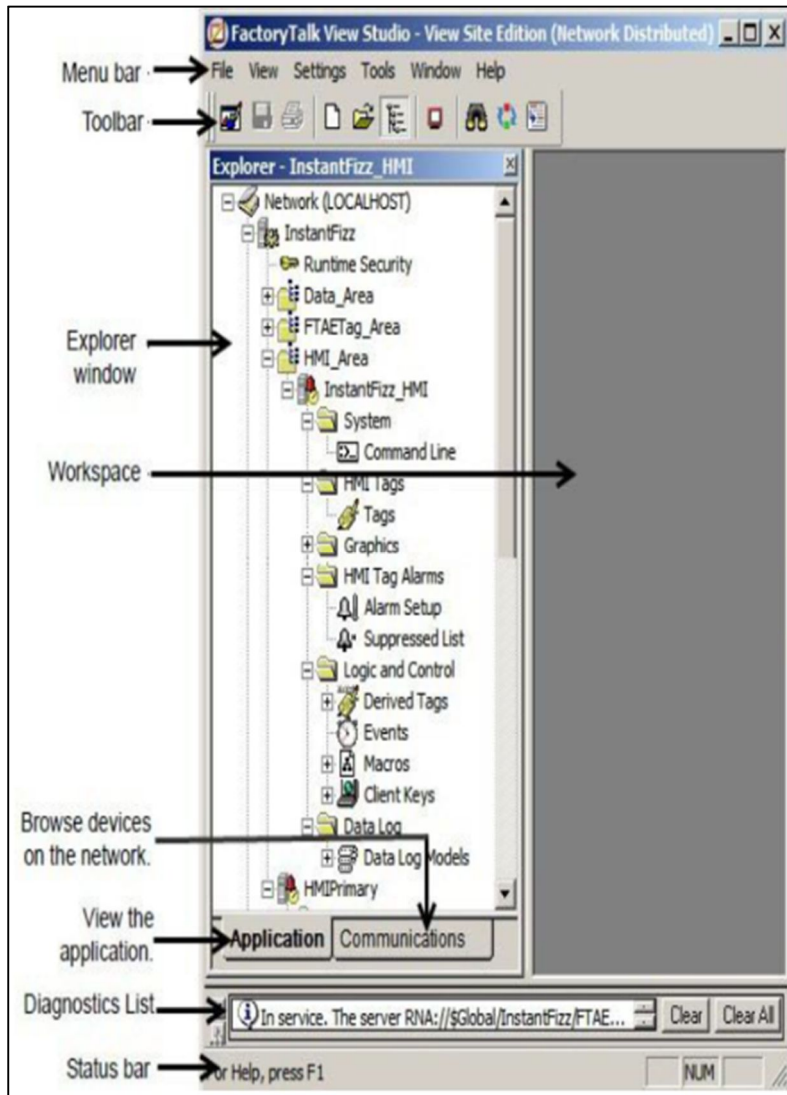 FactoryTalk View Studio - View Site Edition (Network Distributed)
Menu bar
File View Settings Tools Window Help
Toolbar
Explorer - InstantFizz_HMI
Network (LOCALHOST)
InstantFizz
Runtime Security
Data_Area
FTAETag_Area
Explorer
window
HMI_Area
InstantFizz_HMI
System
Command Line
Workspace
HMI Tags
Tags
Graphics
HMI Tag Alarms
Alarm Setup
Suppressed List
Logic and Control
Derived Tags
Events
Macros
Client Keys
Browse devices
on the network.
Data Log
Data Log Models
HMIPrimary
View the
application.
Application Communications
Diagnostics List
In service. The server RNA://$Global/InstantFizz/FTAE... Clear Clear All
Status bar
For Help, press F1 NUM